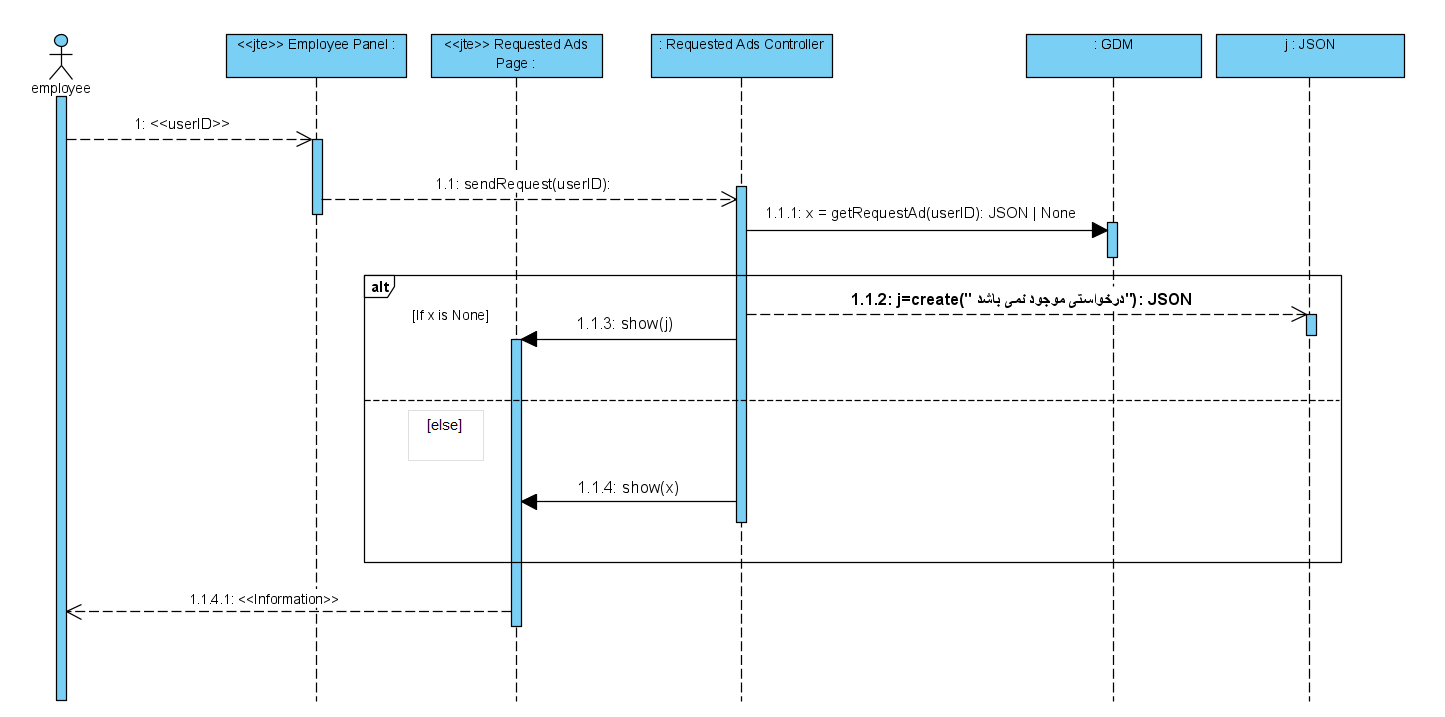 <<jte>> Employee Panel :
<<jte>> Requested Ads
Page :
: Requested Ads Controller
: GDM
j : JSON
employee
1: <<userID>>
1.1: sendRequest(userID):
1.1.1: x = getRequestAd(userID): JSON | None
alt
1.1.2: j=create(" درخواستی موجود نمی باشد"): JSON
[If x is None]
1.1.3: show(j)
[else]
1.1.4: show(x)
1.1.4.1: <<Information>>